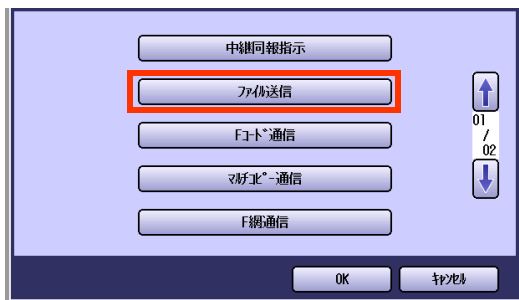 中継同報指示
ﾌｧｲﾙ送信
Fｺｰﾄﾞ通信
ﾏﾙﾁｺﾋﾟｰ通信
F網通信
01
/
02
OK
ｷｬﾝｾﾙ